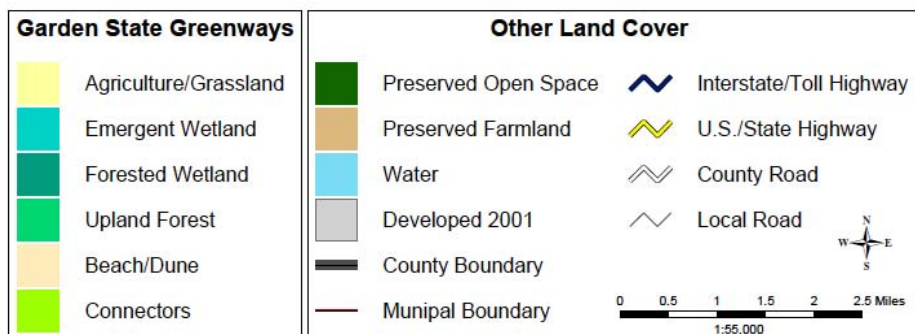 Garden State Greenways
Agriculture/Grassland
Emergent Wetland
Forested Wetland
Upland Forest
Beach/Dune
Connectors
Other Land Cover
Preserved Open Space
Preserved Farmland
Water
Developed 2001
County Boundary
Munipal Boundary
Interstate/Toll Highway
U.S./State Highway
County Road
Local Road
N
W E
S
0 0.5 1 1.5 2 2.5 Miles
1:55,000